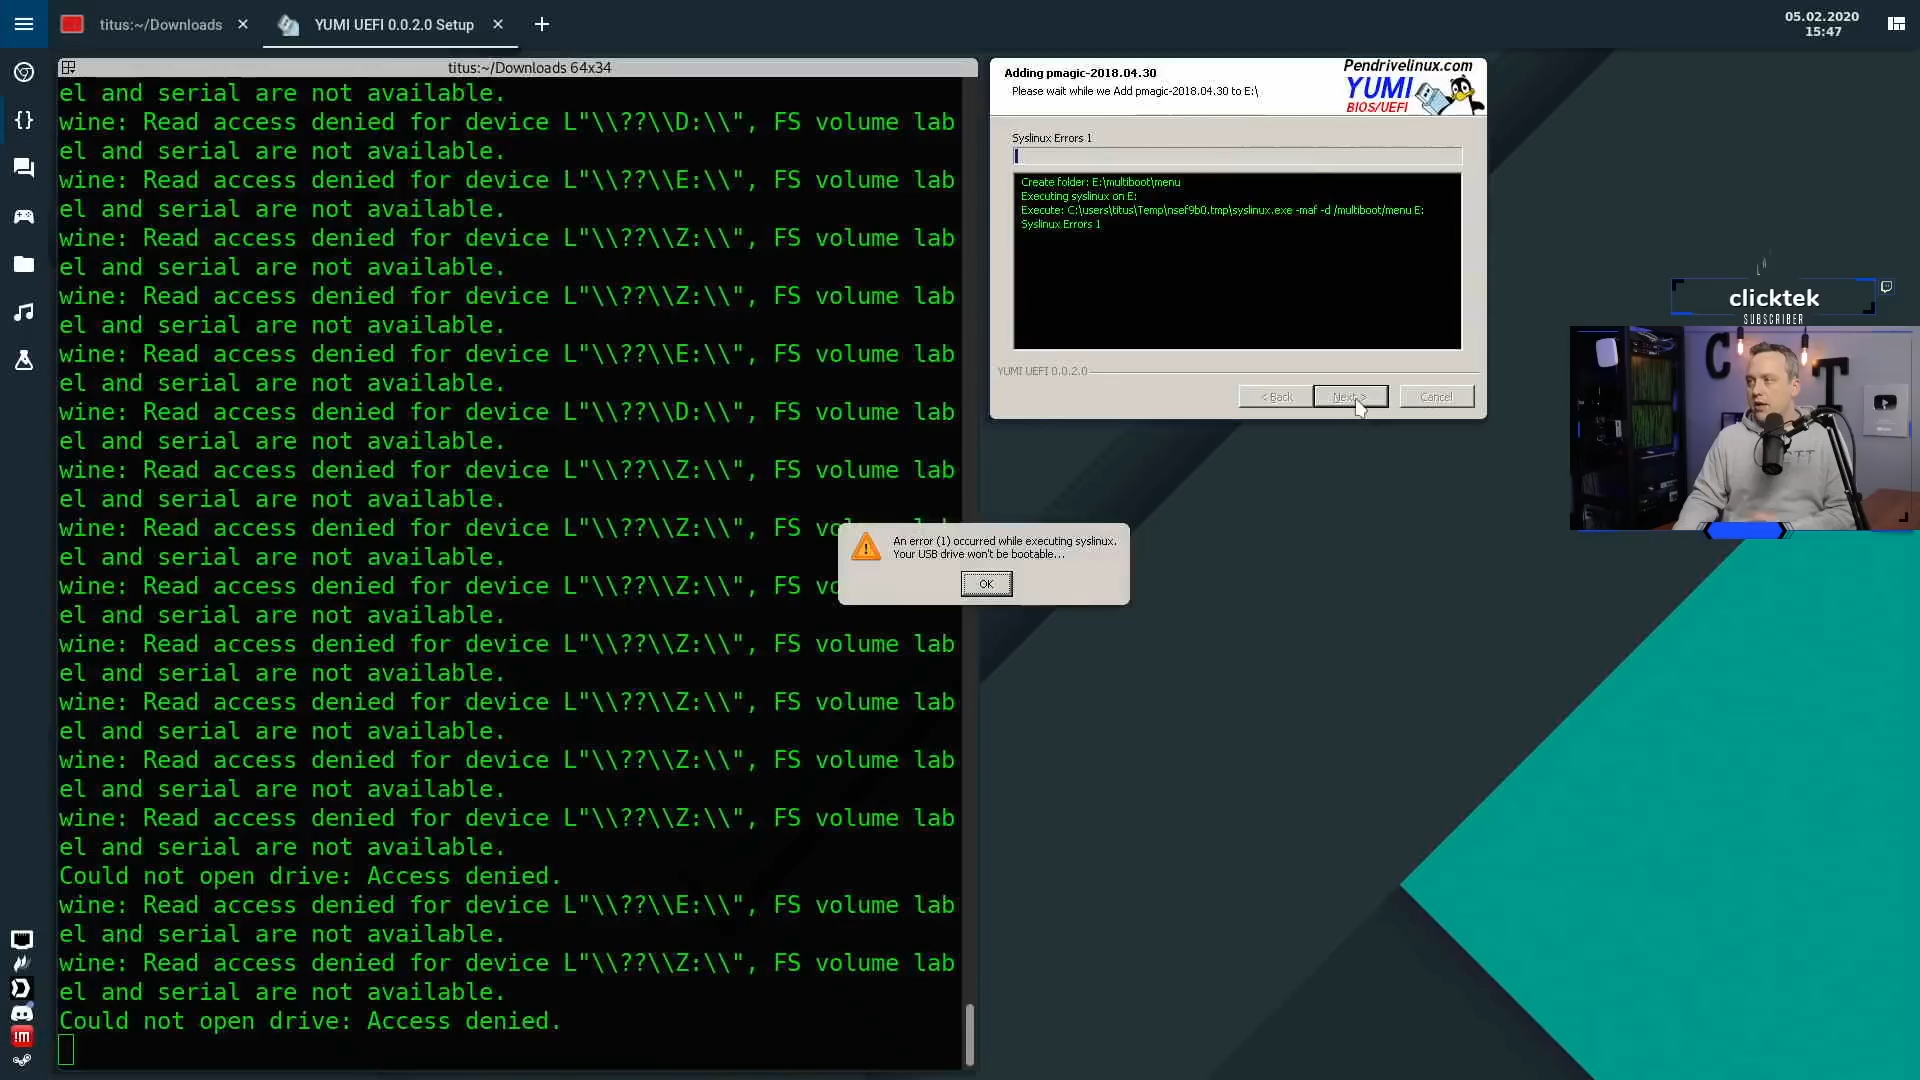 titus:~/Downloads
YUMI UEFI 0.0.2.0 Setup
05.02.2020
15:47
titus:~/Downloads 64x34
el and serial are not available.
wine: Read access denied for device L"\\??\\D:\\", FS volume lab
el and serial are not available.
wine: Read access denied for device L"\\??\\E:\\", FS volume lab
el and serial are not available.
wine: Read access denied for device L"\\??\\Z:\\", FS volume lab
el and serial are not available.
wine: Read access denied for device L"\\??\\Z:\\", FS volume lab
el and serial are not available.
wine: Read access denied for device L"\\??\\E:\\", FS volume lab
el and serial are not available.
wine: Read access denied for device L"\\??\\D:\\", FS volume lab
el and serial are not available.
wine: Read access denied for device L"\\??\\Z:\\", FS volume lab
el and serial are not available.
wine: Read access denied for device L"\\??\\Z:\\", FS volume lab
el and serial are not available.
wine: Read access denied for device L"\\??\\Z:\\", FS vo
el and serial are not available.
wine: Read access denied for device L"\\??\\Z:\\", FS volume lab
el and serial are not available.
wine: Read access denied for device L"\\??\\Z:\\", FS volume lab
el and serial are not available.
wine: Read access denied for device L"\\??\\Z:\\", FS volume lab
el and serial are not available.
wine: Read access denied for device L"\\??\\Z:\\", FS volume lab
el and serial are not available.
Could not open drive: Access denied.
wine: Read access denied for device L"\\??\\E:\\", FS volume lab
el and serial are not available.
wine: Read access denied for device L"\\??\\Z:\\", FS volume lab
el and serial are not available.
Could not open drive: Access denied.
Adding pmagic-2018.04.30
Please wait while we Add pmagic-2018.04.30 to E:\
Pendrivelinux.com
YUMI
BIOS/UEFI
Syslinux Errors 1
Create folder: E:\multiboot\menu
Executing syslinux on E:
Execute: C:\users\titus\Temp\nsef9b0.tmp\syslinux.exe -maf -d /multiboot/menu E:
Syslinux Errors 1
YUMI UEFI 0.0.2.0
< Back
Next >
Cancel
An error (1) occurred while executing syslinux.
Your USB drive won't be bootable...
OK
clicktek
SUBSCRIBER
C
T